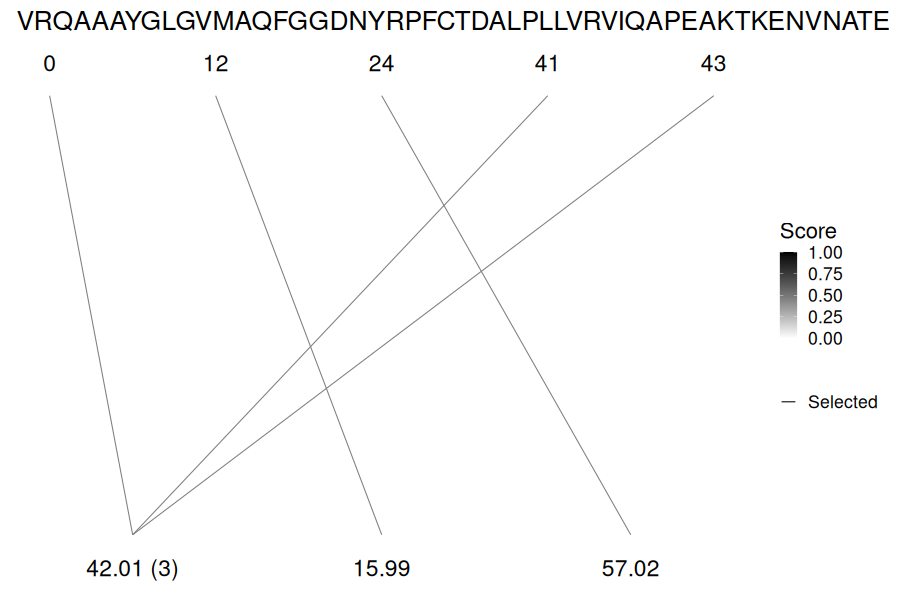 VRQAAAYGLGVMAQFGGDNYRPFCTDALPLLVRVIQAPEAKTKENVNATE
0 12 24 41 43
Score
1.00
0.75
0.50
0.25
0.00
Selected
42.01 (3) 15.99 57.02